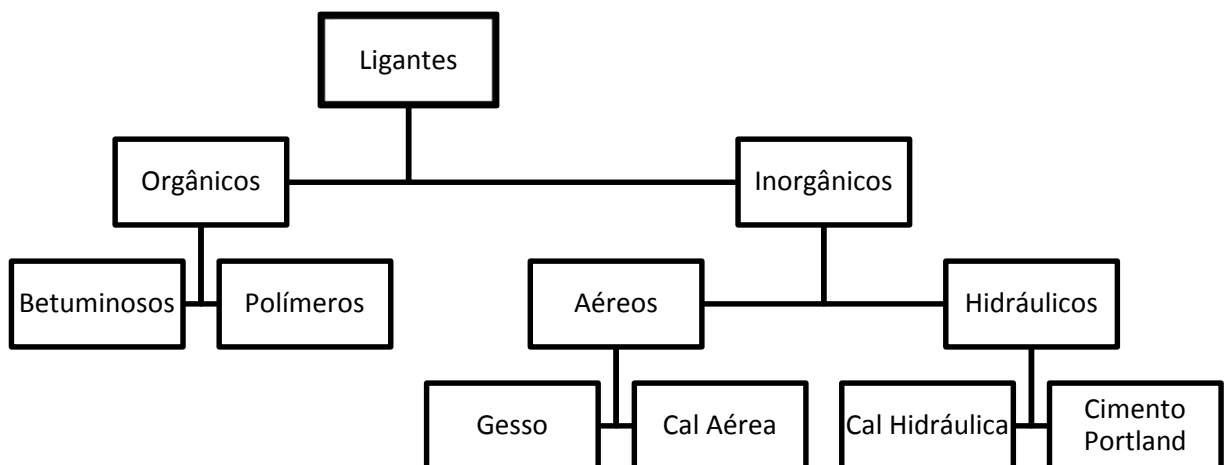 Ligantes
Orgânicos
Inorgânicos
Betuminosos
Polímeros
Aéreos
Hidráulicos
Gesso
Cal Aérea
Cal Hidráulica
Cimento
Portland